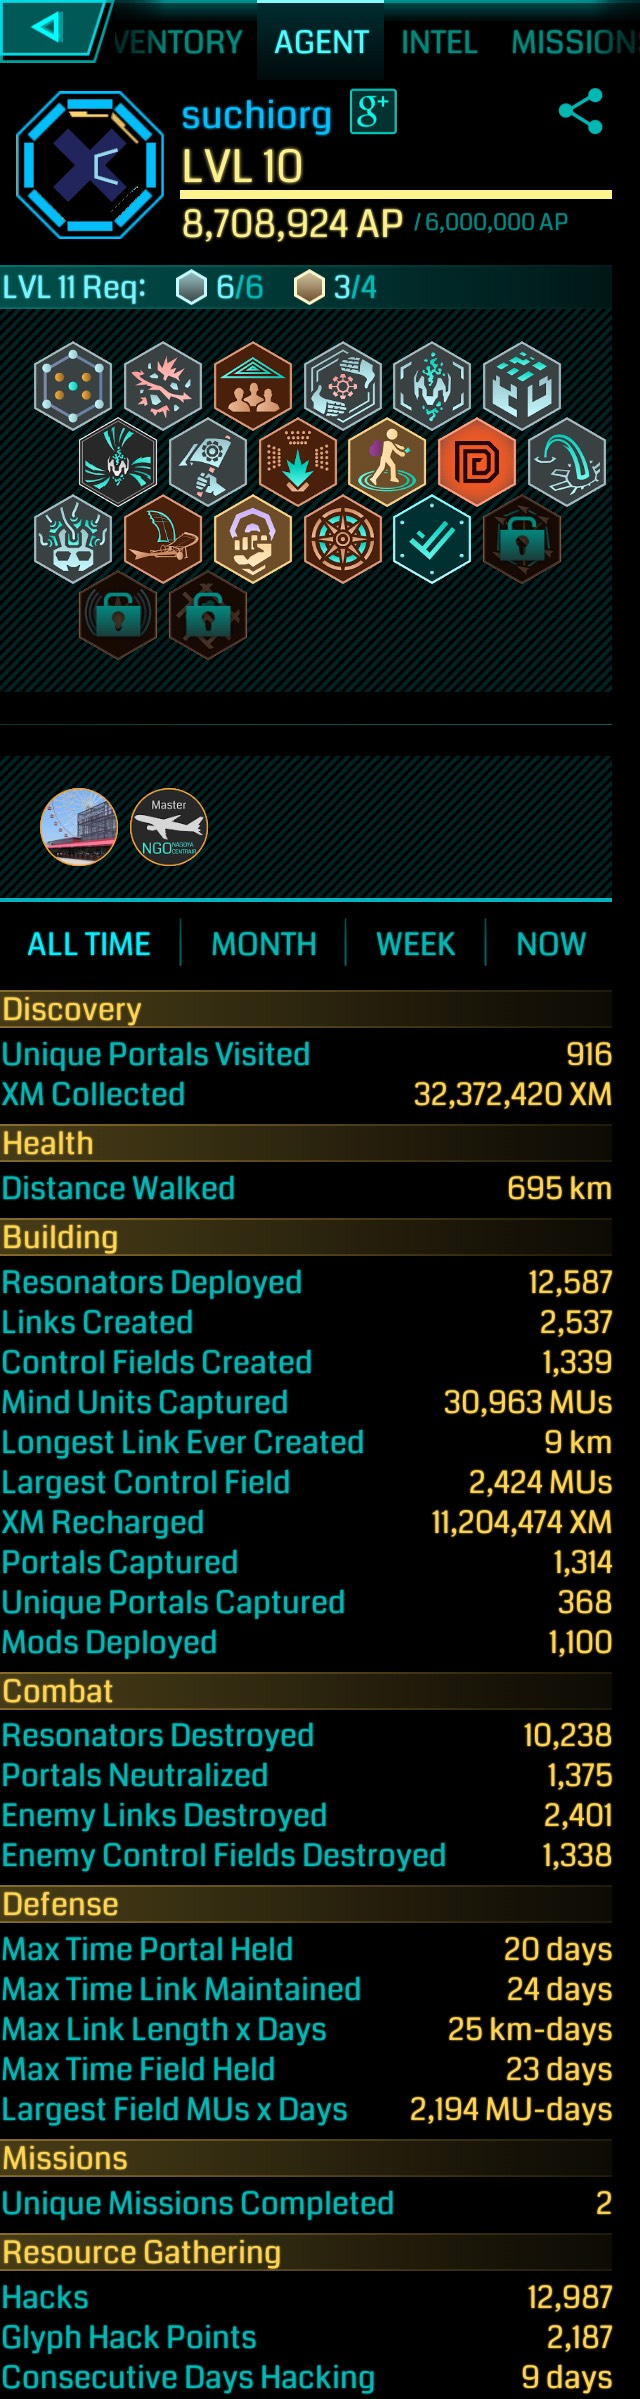 VENTORY AGENT INTEL MISSION
suchiorg g+
LVL 10
8,708,924 AP / 6,000,000 AP
LVL 11 Req: 6/6 3/4
Master
NGO NAGOYA CENTRAIR
ALL TIME MONTH WEEK NOW
Discovery
Unique Portals Visited 916
XM Collected 32,372,420 XM
Health
Distance Walked 695 km
Building
Resonators Deployed 12,587
Links Created 2,537
Control Fields Created 1,339
Mind Units Captured 30,963 MUs
Longest Link Ever Created 9 km
Largest Control Field 2,424 MUs
XM Recharged 11,204,474 XM
Portals Captured 1,314
Unique Portals Captured 368
Mods Deployed 1,100
Combat
Resonators Destroyed 10,238
Portals Neutralized 1,375
Enemy Links Destroyed 2,401
Enemy Control Fields Destroyed 1,338
Defense
Max Time Portal Held 20 days
Max Time Link Maintained 24 days
Max Link Length x Days 25 km-days
Max Time Field Held 23 days
Largest Field MUs x Days 2,194 MU-days
Missions
Unique Missions Completed 2
Resource Gathering
Hacks 12,987
Glyph Hack Points 2,187
Consecutive Days Hacking 9 days